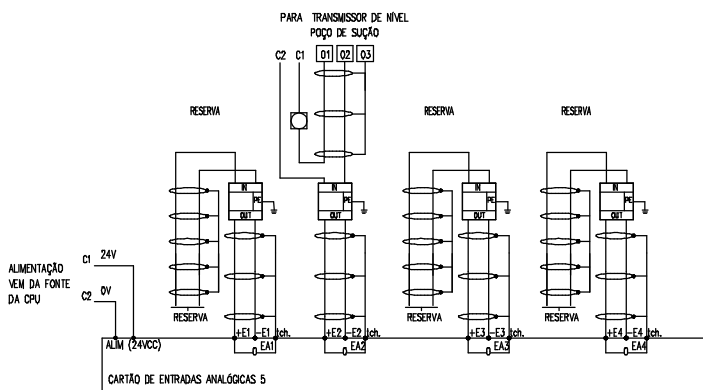 PARA TRANSMISSOR DE NÍVEL
POÇO DE SUÇÃO
C2 C1 01 02 03
RESERVA
RESERVA
RESERVA
IN PE OUT
IN PE OUT
IN PE OUT
IN PE OUT
ALIMENTAÇÃO
VEM DA FONTE
DA CPU
C1 24V
C2 0V
RESERVA
RESERVA
RESERVA
ALIM (24VCC)
+E1 -E1 tch.
EA1
+E2 -E2 tch.
EA2
+E3 -E3 tch.
EA3
+E4 -E4 tch.
EA4
CARTÃO DE ENTRADAS ANALÓGICAS 5